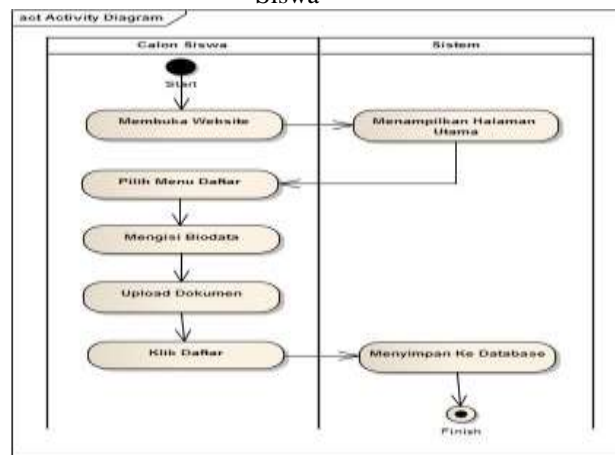 Siswa
act Activity Diagram
Calon Siswa
Sistem
Start
Membuka Website
Menampilkan Halaman
Utama
Pilih Menu Daftar
Mengisi Biodata
Upload Dokumen
Klik Daftar
Menyimpan Ke Database
Finish